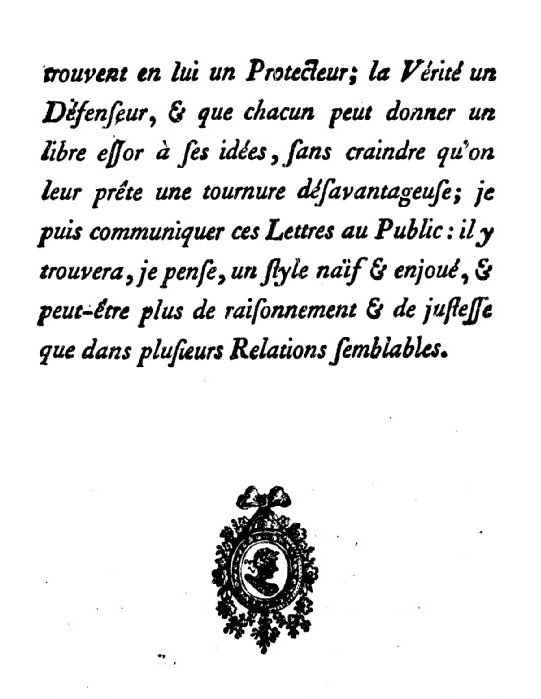 trouvent en lui un Protecteur; la Vérité un
Défenſeur, & que chacun peut donner un
libre eſſor à ſes idées, ſans craindre qu'on
leur prête une tournure déſavantageuſe; je
puis communiquer ces Lettres au Public: il y
trouvera, je penſe, un ſtyle naïf & enjoué, &
peut-être plus de raiſonnement & de juſteſſe
que dans pluſieurs Relations ſemblables.